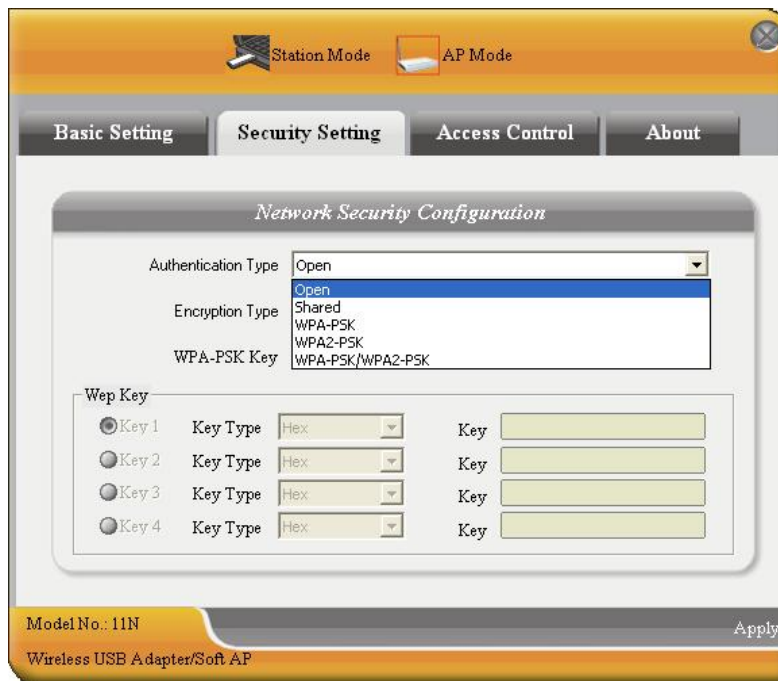 Station Mode AP Mode
Basic Setting Security Setting Access Control About
Network Security Configuration
Authentication Type Open
Open
Encryption Type Shared
WPA-PSK
WPA2-PSK
WPA-PSK Key WPA-PSK/WPA2-PSK
Wep Key
Key 1 Key Type Hex Key
Key 2 Key Type Hex Key
Key 3 Key Type Hex Key
Key 4 Key Type Hex Key
Model No.: 11N
Apply
Wireless USB Adapter/Soft AP